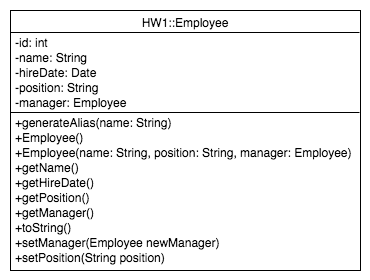 HW1::Employee
-id: int
-name: String
-hireDate: Date
-position: String
-manager: Employee
+generateAlias(name: String)
+Employee()
+Employee(name: String, position: String, manager: Employee)
+getName()
+getHireDate()
+getPosition()
+getManager()
+toString()
+setManager(Employee newManager)
+setPosition(String position)